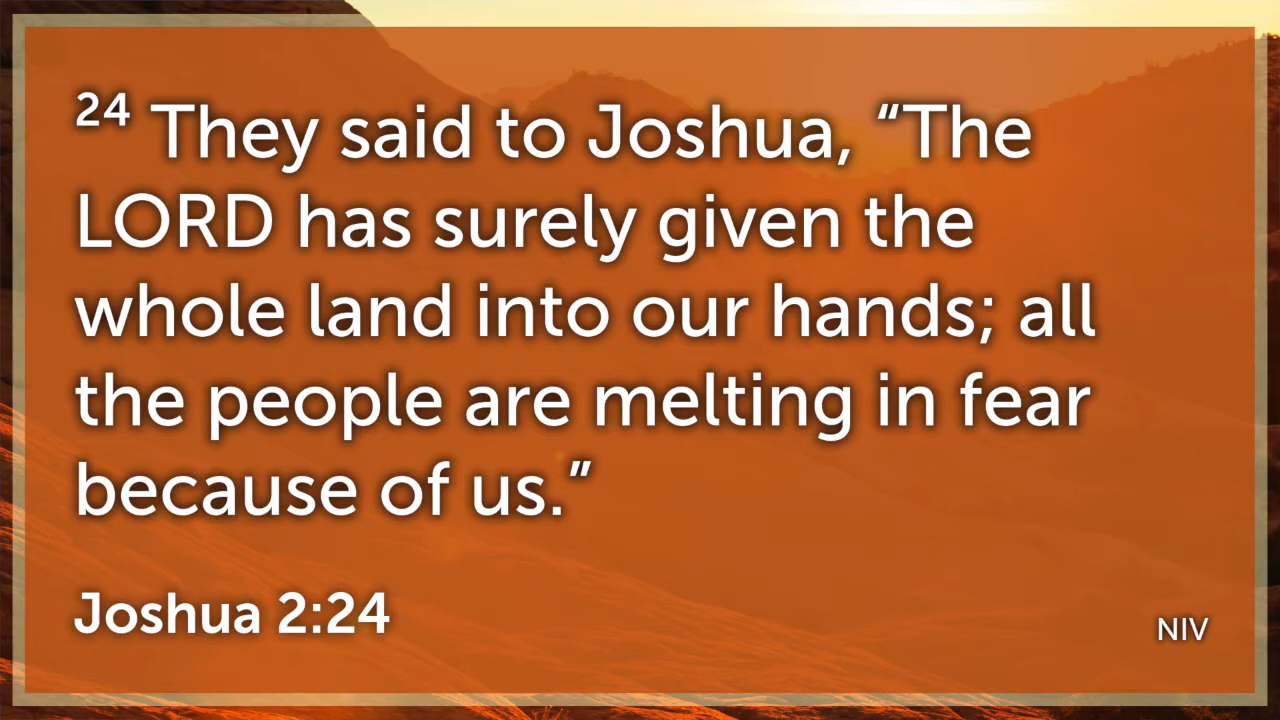 24 They said to Joshua, “The
LORD has surely given the
whole land into our hands; all
the people are melting in fear
because of us.”
Joshua 2:24
NIV